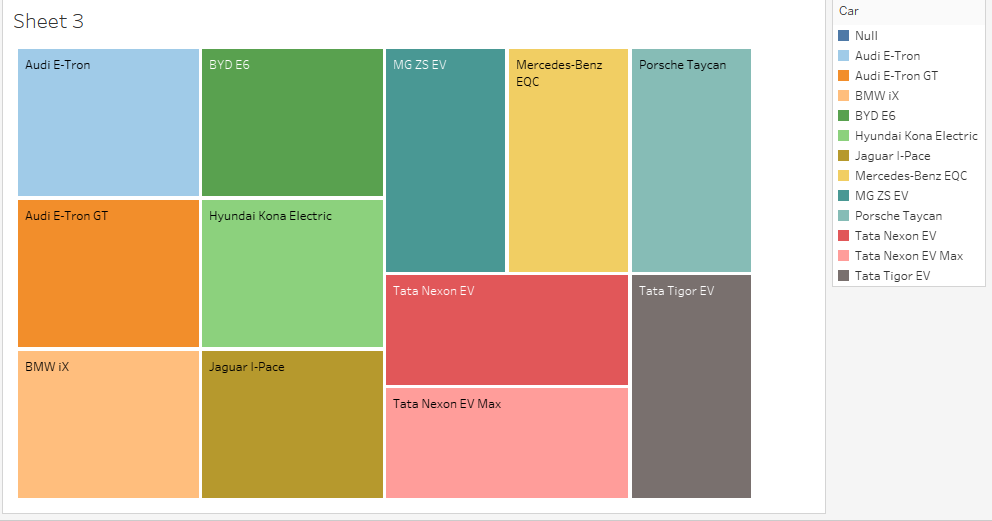 Sheet 3
Audi E-Tron
BYD E6
MG ZS EV
Mercedes-Benz
EQC
Porsche Taycan
Audi E-Tron GT
Hyundai Kona Electric
Tata Nexon EV
Tata Tigor EV
BMW iX
Jaguar I-Pace
Tata Nexon EV Max
Car
Null
Audi E-Tron
Audi E-Tron GT
BMW iX
BYD E6
Hyundai Kona Electric
Jaguar I-Pace
Mercedes-Benz EQC
MG ZS EV
Porsche Taycan
Tata Nexon EV
Tata Nexon EV Max
Tata Tigor EV